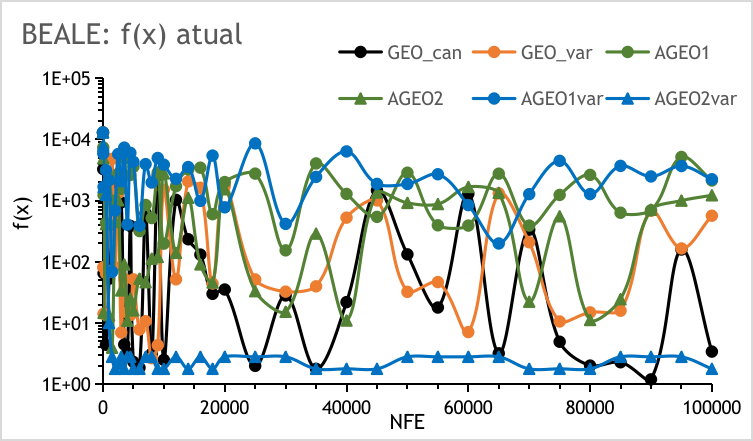 BEALE: f(x) atual
GEO_can GEO_var AGEO1
AGEO2 AGEO1var AGEO2var
1E+05
1E+04
1E+03
1E+02
1E+01
1E+00
f(x)
0 20000 40000 60000 80000 100000
NFE